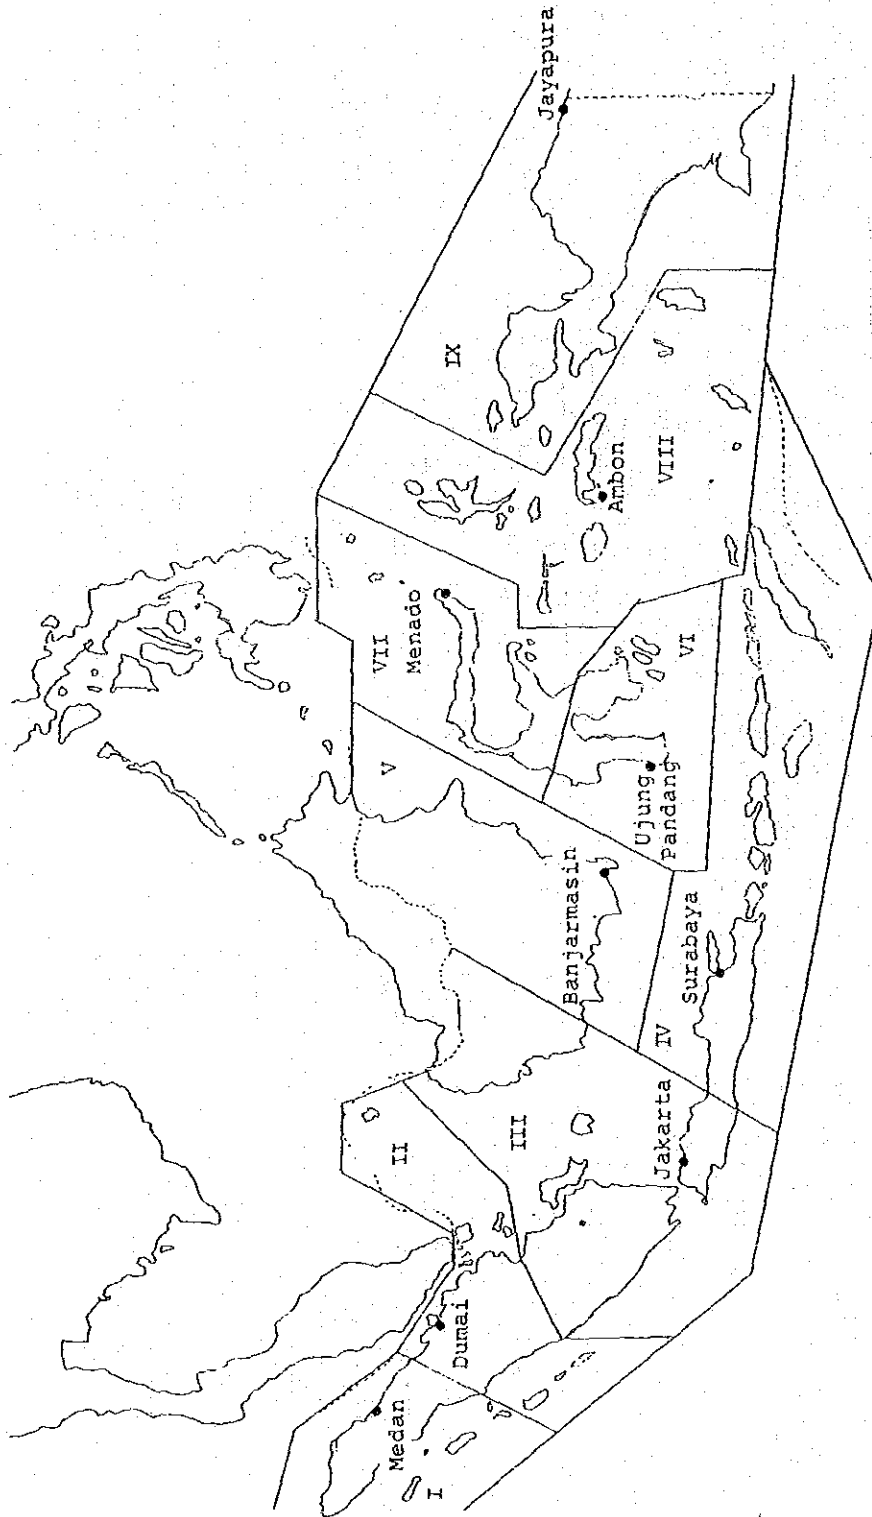 I
Medan
Dumai
II
III
Jakarta
IV
Surabaya
Banjarmasin
V
Ujung
Pandang
VI
VII
Menado
VIII
Ambon
IX
Jayapura